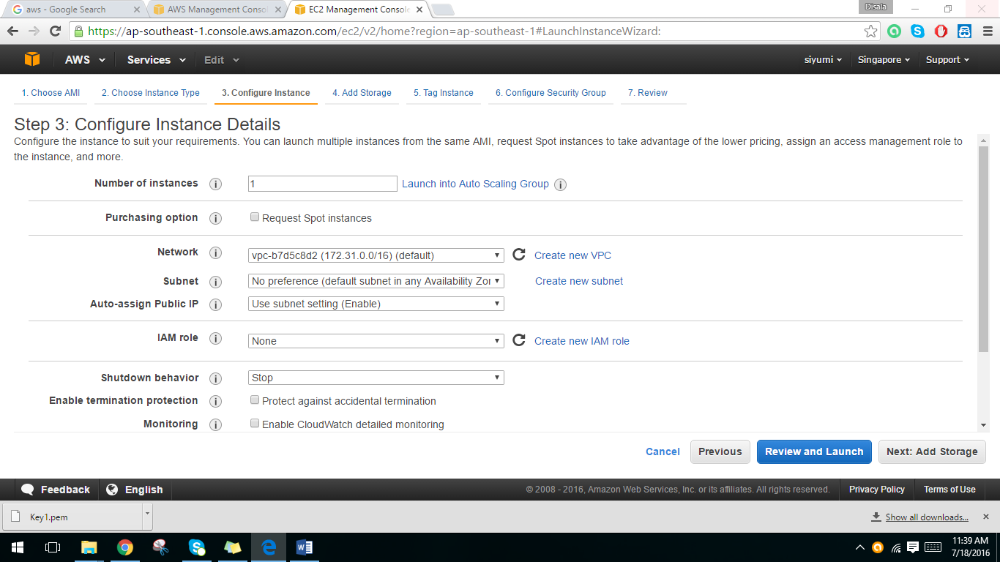 aws - Google Search
AWS Management Consol
EC2 Management Console
Disala
https://ap-southeast-1.console.aws.amazon.com/ec2/v2/home?region=ap-southeast-1#LaunchInstanceWizard:
AWS Services Edit siyumi Singapore Support
1. Choose AMI 2. Choose Instance Type 3. Configure Instance 4. Add Storage 5. Tag Instance 6. Configure Security Group 7. Review
Step 3: Configure Instance Details
Configure the instance to suit your requirements. You can launch multiple instances from the same AMI, request Spot instances to take advantage of the lower pricing, assign an access management role to
the instance, and more.
Number of instances 1 Launch into Auto Scaling Group
Purchasing option Request Spot instances
Network vpc-b7d5c8d2 (172.31.0.0/16) (default) Create new VPC
Subnet No preference (default subnet in any Availability Zor Create new subnet
Auto-assign Public IP Use subnet setting (Enable)
IAM role None Create new IAM role
Shutdown behavior Stop
Enable termination protection Protect against accidental termination
Monitoring Enable CloudWatch detailed monitoring
Cancel Previous Review and Launch Next: Add Storage
Feedback English © 2008 - 2016, Amazon Web Services, Inc. or its affiliates. All rights reserved. Privacy Policy Terms of Use
Key1.pem Show all downloads...
11:39 AM
7/18/2016